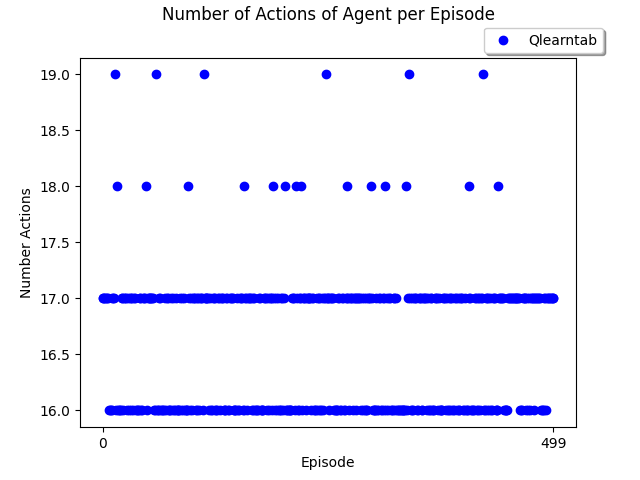 Number of Actions of Agent per Episode
Qlearntab
19.0
18.5
18.0
17.5
17.0
16.5
16.0
Number Actions
0
499
Episode